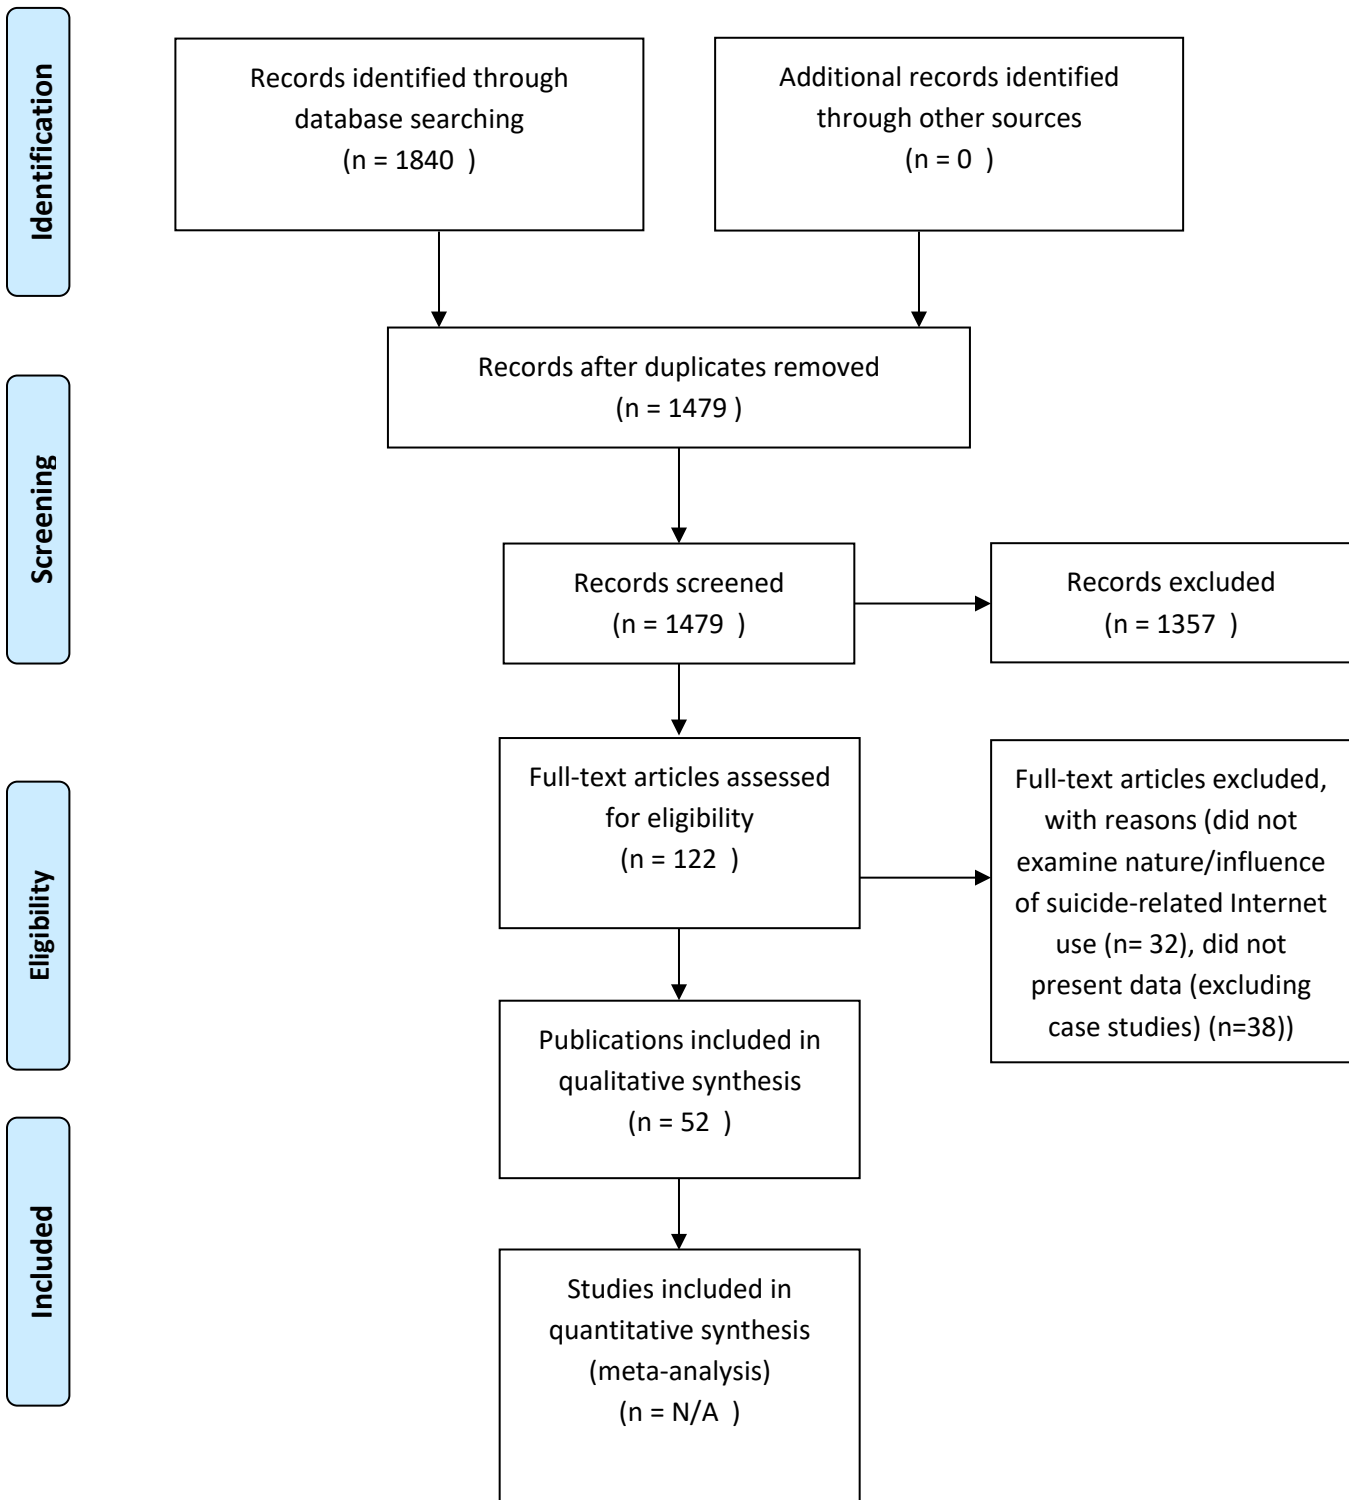 Identification
Records identified through
database searching
(n = 1840  )
Additional records identified
through other sources
(n = 0  )
Records after duplicates removed
(n = 1479 )
Screening
Records screened
(n = 1479  )
Records excluded
(n = 1357  )
Eligibility
Full-text articles assessed
for eligibility
(n = 122  )
Full-text articles excluded,
with reasons (did not
examine nature/influence
of suicide-related Internet
use (n= 32), did not
present data (excluding
case studies) (n=38))
Publications included in
qualitative synthesis
(n = 52  )
Included
Studies included in
quantitative synthesis
(meta-analysis)
(n = N/A  )